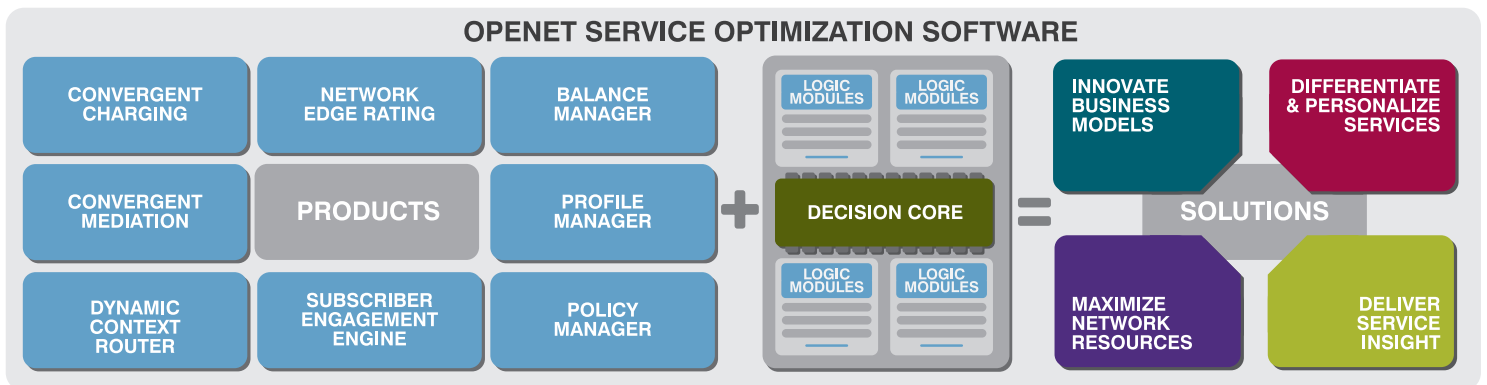 OPENET SERVICE OPTIMIZATION SOFTWARE
CONVERGENT
CHARGING
NETWORK
EDGE RATING
BALANCE
MANAGER
CONVERGENT
MEDIATION
PRODUCTS
PROFILE
MANAGER
DYNAMIC
CONTEXT
ROUTER
SUBSCRIBER
ENGAGEMENT
ENGINE
POLICY
MANAGER
+
LOGIC
MODULES
LOGIC
MODULES
DECISION CORE
LOGIC
MODULES
LOGIC
MODULES
=
INNOVATE
BUSINESS
MODELS
DIFFERENTIATE
& PERSONALIZE
SERVICES
SOLUTIONS
MAXIMIZE
NETWORK
RESOURCES
DELIVER
SERVICE
INSIGHT